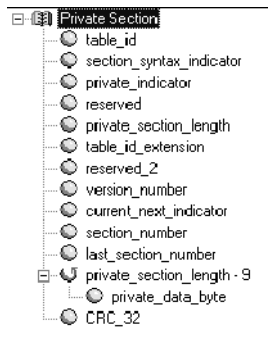 Private Section
table_id
section_syntax_indicator
private_indicator
reserved
private_section_length
table_id_extension
reserved_2
version_number
current_next_indicator
section_number
last_section_number
private_section_length - 9
private_data_byte
CRC_32